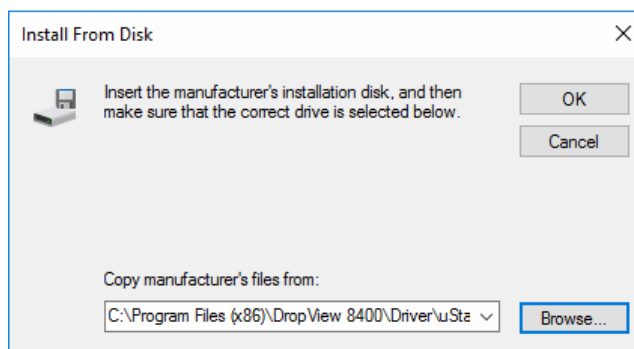 Install From Disk
Insert the manufacturer's installation disk, and then
make sure that the correct drive is selected below.
OK
Cancel
Copy manufacturer's files from:
C:\Program Files (x86)\DropView 8400\Driver\uSta
Browse...